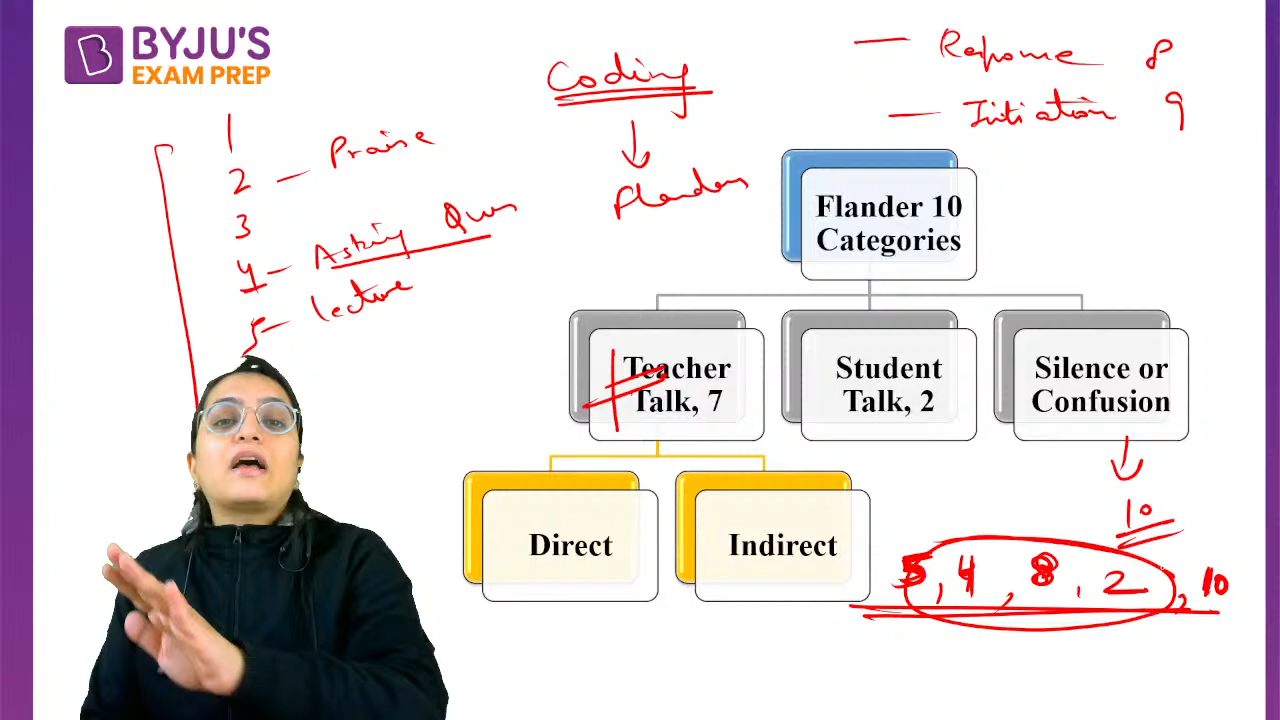 BYJU'S
EXAM PREP
Coding
Flanders
Response 8
Initiation 9
1
2 - Praise
3
4 - Asking Ques
5 - lecture
Flander 10
Categories
Teacher
Talk, 7
Student
Talk, 2
Silence or
Confusion
Direct
Indirect
10
5, 4, 8, 2, 10